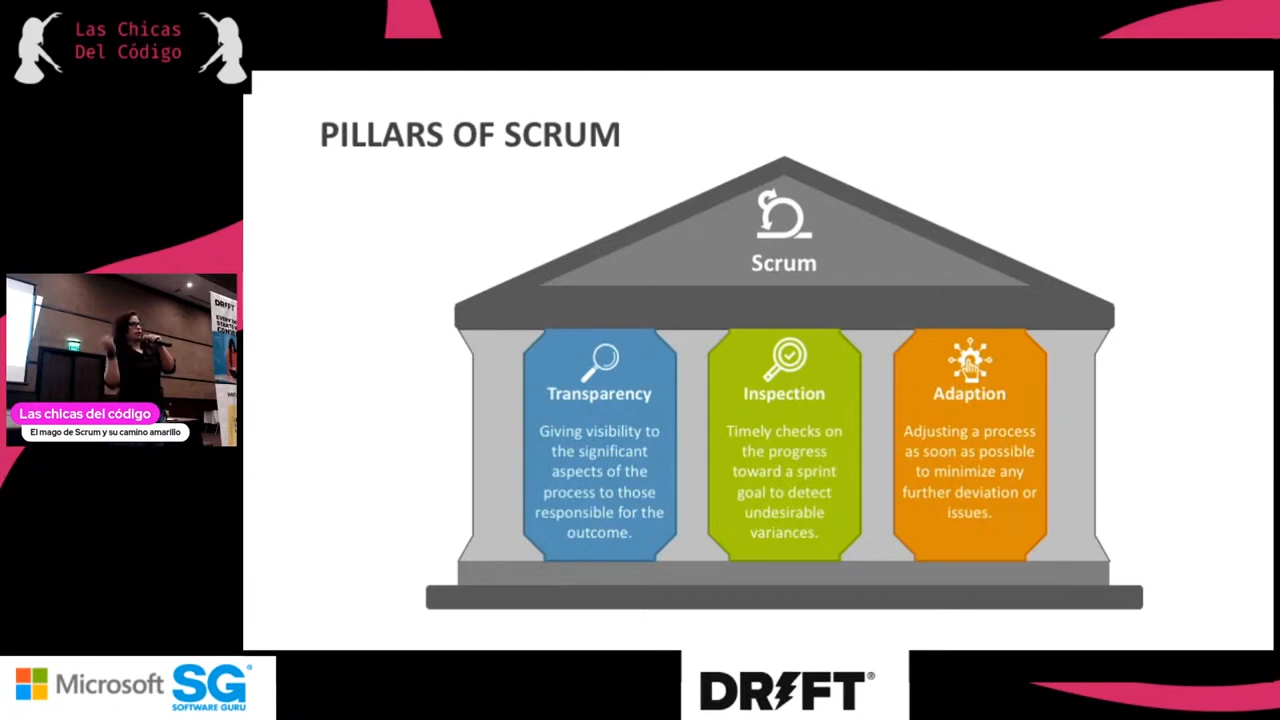 Las Chicas
Del Código
PILLARS OF SCRUM
Scrum
Transparency
Giving visibility to
the significant
aspects of the
process to those
responsible for the
outcome.
Inspection
Timely checks on
the progress
toward a sprint
goal to detect
undesirable
variances.
Adaption
Adjusting a process
as soon as possible
to minimize any
further deviation or
issues.
DRIFT
Las chicas del código
El mago de Scrum y su camino amarillo
Microsoft
SG®
SOFTWARE GURU
DRIFT®